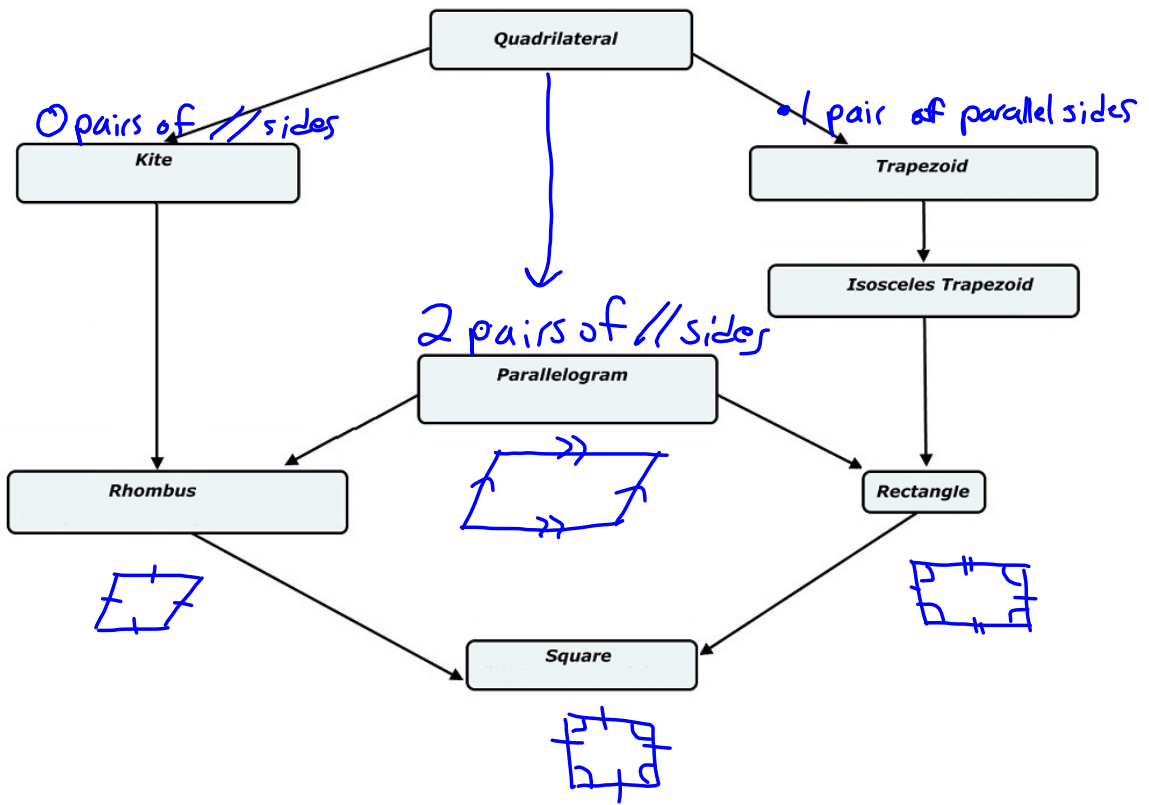 Quadrilateral
0 pairs of // sides
• 1 pair of parallel sides
Kite
Trapezoid
Isosceles Trapezoid
2 pairs of // sides
Parallelogram
Rhombus
Rectangle
Square